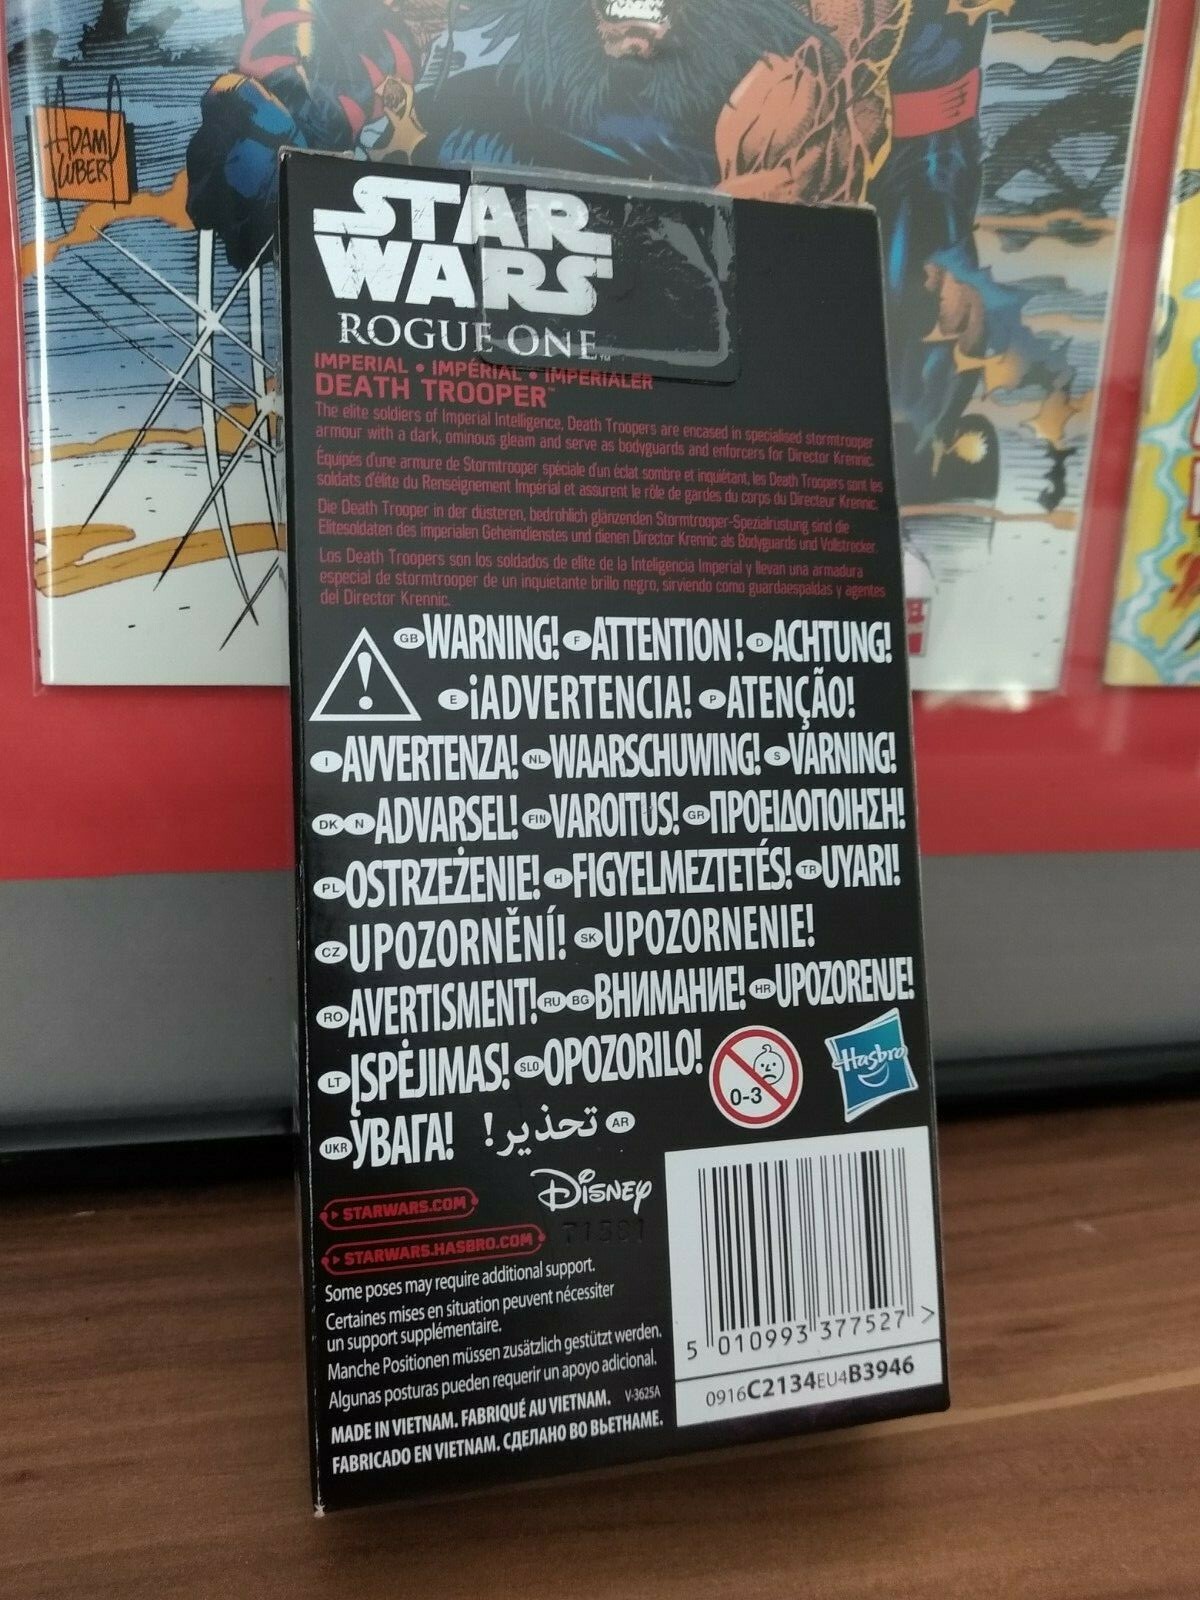 ADAM
KUBERT
STAR
WARS
ROGUE ONE™
IMPERIAL • IMPÉRIAL • IMPERIALER
DEATH TROOPER™
The elite soldiers of Imperial Intelligence, Death Troopers are encased in specialised stormtrooper
armour with a dark, ominous gleam and serve as bodyguards and enforcers for Director Krennic.
Équipés d'une armure de Stormtrooper spéciale d'un éclat sombre et inquiétant, les Death Troopers sont les
soldats d'élite du Renseignement Impérial et assurent le rôle de gardes du corps du Directeur Krennic.
Die Death Trooper in der düsteren, bedrohlich glänzenden Stormtrooper-Spezialrüstung sind die
Elitesoldaten des imperialen Geheimdienstes und dienen Director Krennic als Bodyguards und Vollstrecker.
Los Death Troopers son los soldados de elite de la Inteligencia Imperial y llevan una armadura
especial de stormtrooper de un inquietante brillo negro, sirviendo como guardaespaldas y agentes
del Director Krennic.
GB WARNING! F ATTENTION ! D ACHTUNG!
E ¡ADVERTENCIA! P ATENÇÃO!
I AVVERTENZA! NL WAARSCHUWING! S VARNING!
DK N ADVARSEL! FIN VAROITUS! GR ΠΡΟΕΙΔΟΠΟΙΗΣΗ!
PL OSTRZEŻENIE! H FIGYELMEZTETÉS! TR UYARI!
CZ UPOZORNĚNÍ! SK UPOZORNENIE!
RO AVERTISMENT! RU BG ВНИМАНИЕ! HR UPOZORENJE!
LT ĮSPĖJIMAS! SLO OPOZORILO!
0-3
Hasbro
UKR УВАГА! تحذير! AR
STARWARS.COM
Disney
STARWARS.HASBRO.COM
71381
Some poses may require additional support.
Certaines mises en situation peuvent nécessiter
un support supplémentaire.
Manche Positionen müssen zusätzlich gestützt werden.
Algunas posturas pueden requerir un apoyo adicional.
MADE IN VIETNAM. FABRIQUÉ AU VIETNAM. V-3625A
FABRICADO EN VIETNAM. СДЕЛАНО ВО ВЬЕТНАМЕ.
5 010993 377527 >
0916C2134EU4B3946